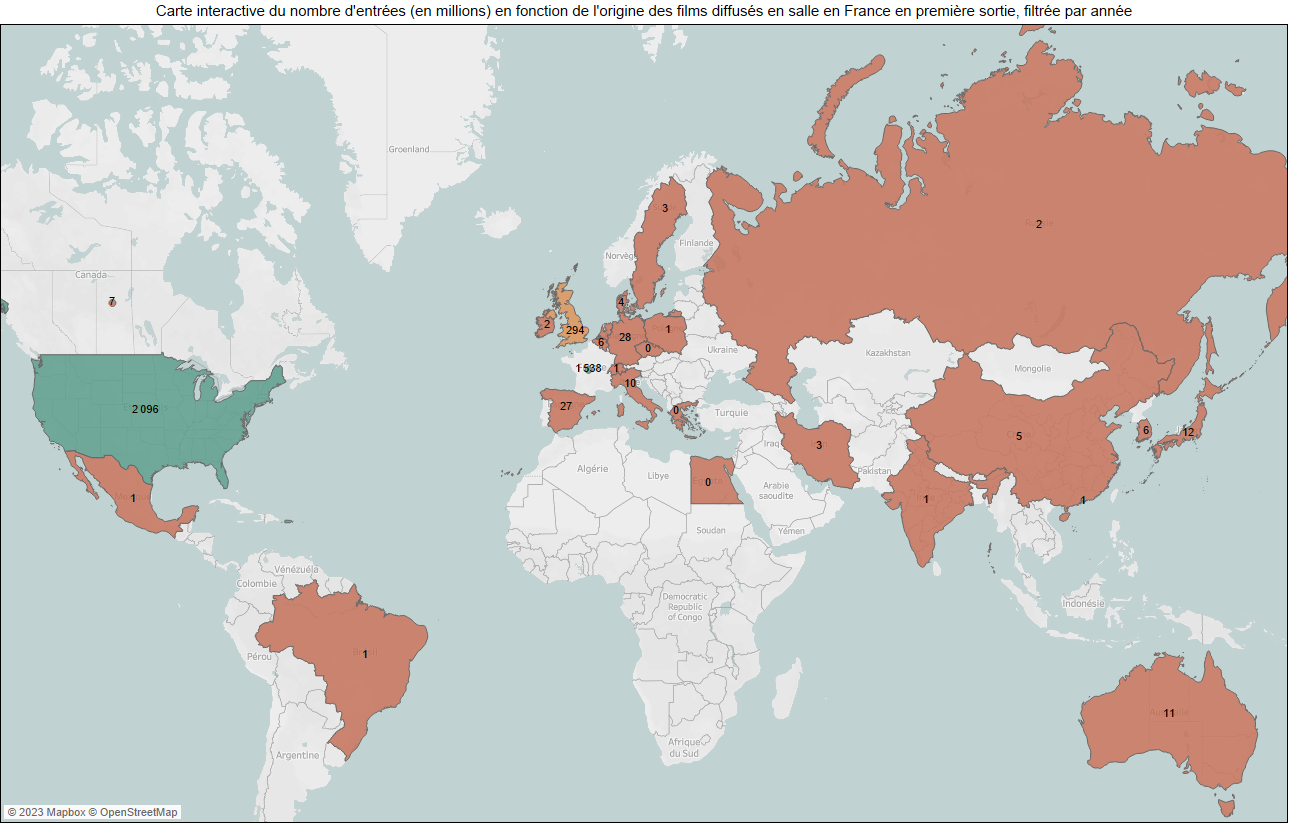 Carte interactive du nombre d'entrées (en millions) en fonction de l'origine des films diffusés en salle en France en première sortie, filtrée par année
Groenland
3
Norvèg
Finlande
2
Canada
7
4
2
294
28
1
6
0
Ukraine
Kazakhstan
Mongolie
1 538
1
10
2 096
27
0
Turquie
6
12
5
3
Iraq
Algérie
Libye
0
Pakistan
Arabie
saoudite
1
1
1
Soudan
Yémen
Vénézuéla
Colombie
Democratic
Republic
of Congo
Indonésie
Pérou
1
11
Afrique
du Sud
Argentine
© 2023 Mapbox © OpenStreetMap